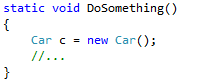 static void DoSomething()
{
    Car c = new Car();
    //...
}